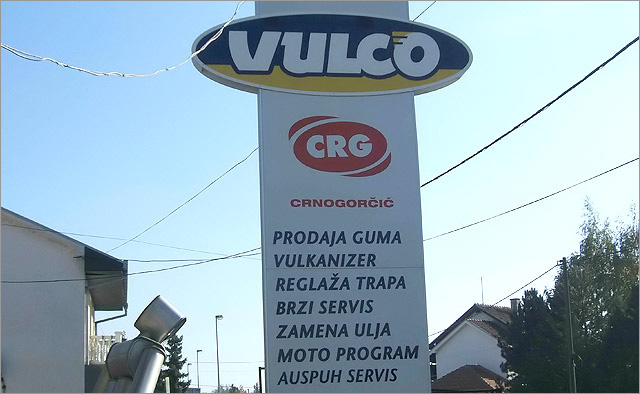 VULCO
CRG
CRNOGORČIĆ
PRODAJA GUMA
VULKANIZER
REGLAŽA TRAPA
BRZI SERVIS
ZAMENA ULJA
MOTO PROGRAM
AUSPUH SERVIS